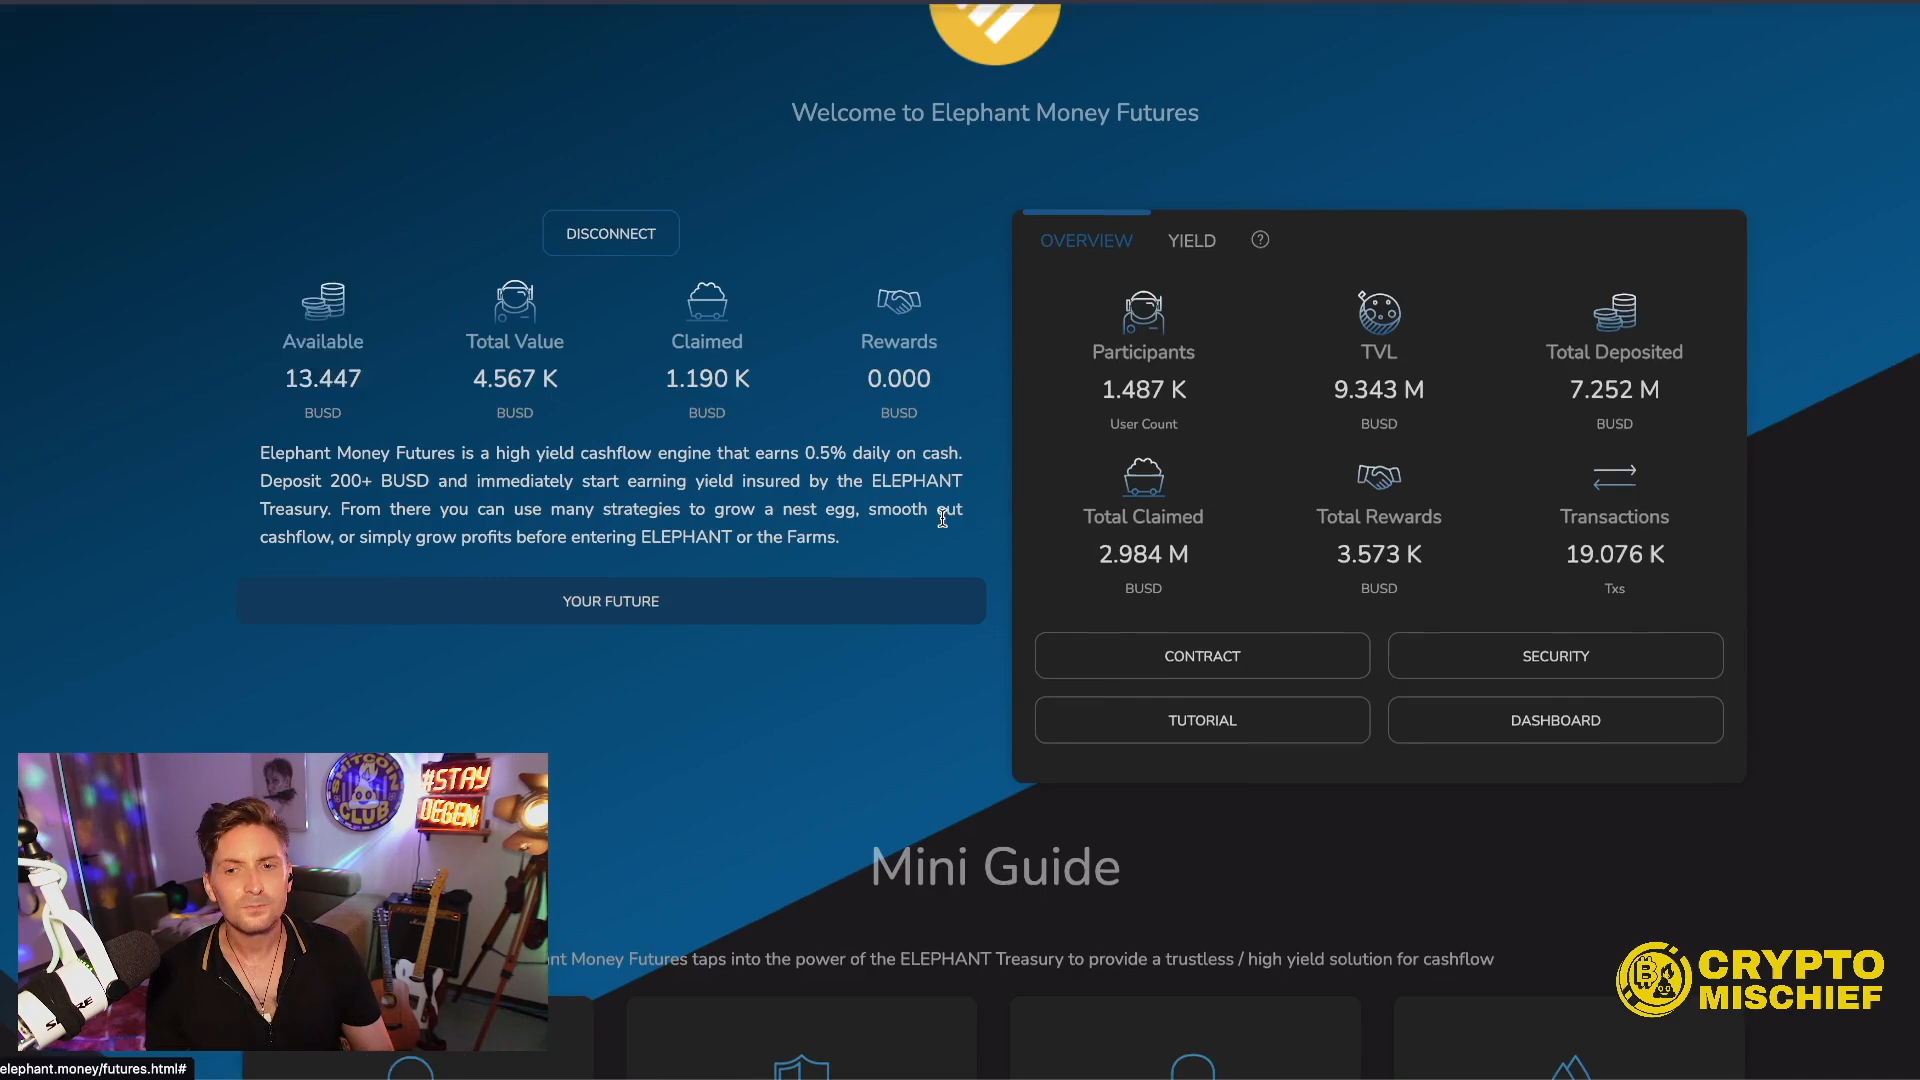 Welcome to Elephant Money Futures
DISCONNECT
Available
Total Value
Claimed
Rewards
13.447
4.567 K
1.190 K
0.000
BUSD
BUSD
BUSD
BUSD
Elephant Money Futures is a high yield cashflow engine that earns 0.5% daily on cash.
Deposit 200+ BUSD and immediately start earning yield insured by the ELEPHANT
Treasury. From there you can use many strategies to grow a nest egg, smooth out
cashflow, or simply grow profits before entering ELEPHANT or the Farms.
YOUR FUTURE
OVERVIEW
YIELD
?
Participants
TVL
Total Deposited
1.487 K
9.343 M
7.252 M
User Count
BUSD
BUSD
Total Claimed
Total Rewards
Transactions
2.984 M
3.573 K
19.076 K
BUSD
BUSD
Txs
CONTRACT
SECURITY
TUTORIAL
DASHBOARD
Mini Guide
nt Money Futures taps into the power of the ELEPHANT Treasury to provide a trustless / high yield solution for cashflow
SHITCOIN
CLUB
#STAY
DEGEN
SHURE
CRYPTO
MISCHIEF
elephant.money/futures.html#